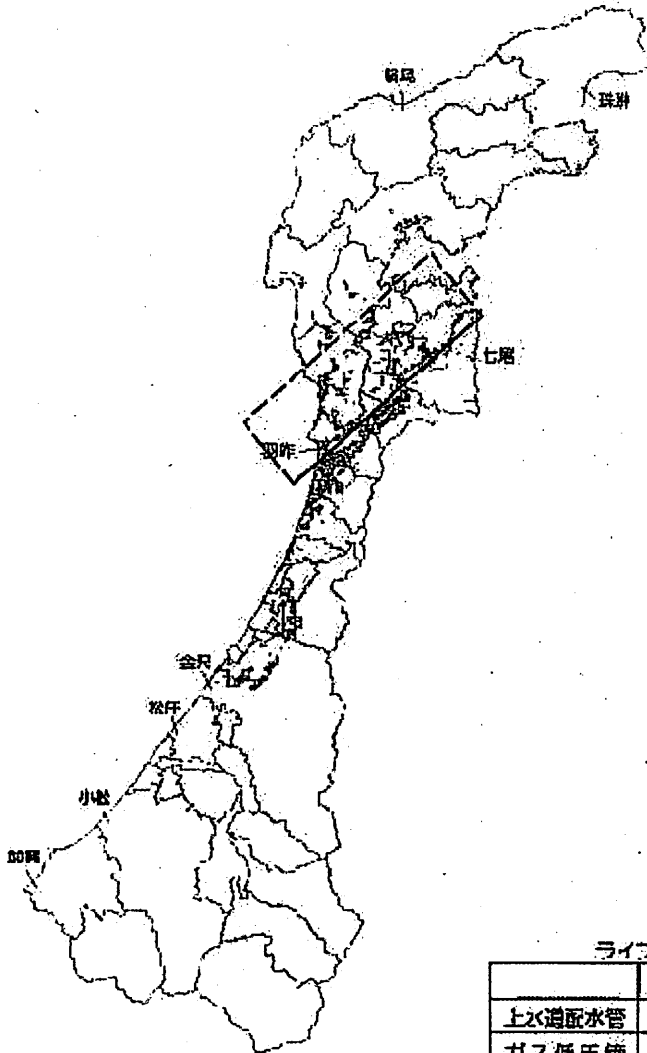 輪島
珠洲
七尾
羽咋
金沢
松任
小松
加賀
ライフ
上水道配水管
ガス低圧管